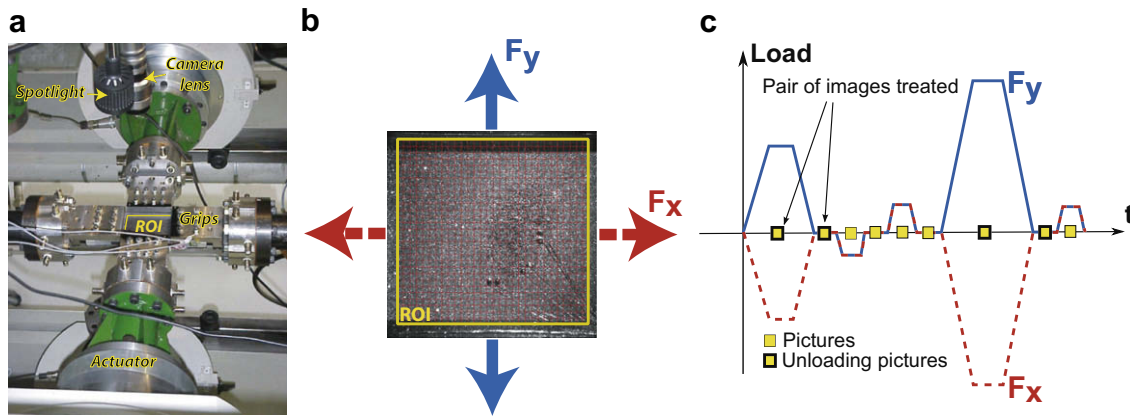 a
Spotlight
Camera
lens
Grips
ROI
Actuator
b
Fy
Fx
ROI
c
Load
Pair of images treated
Fy
t
Pictures
Unloading pictures
Fx